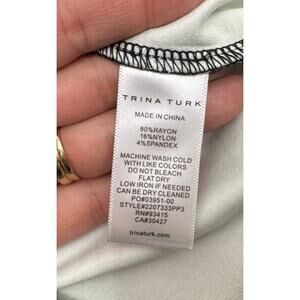 TRINA TURK
MADE IN CHINA
80%RAYON
16%NYLON
4%SPANDEX
MACHINE WASH COLD
WITH LIKE COLORS
DO NOT BLEACH
FLAT DRY
LOW IRON IF NEEDED
CAN BE DRY CLEANED
PO#03951-00
STYLE#2207333PP3
RN#93415
CA#30427
trinaturk.com